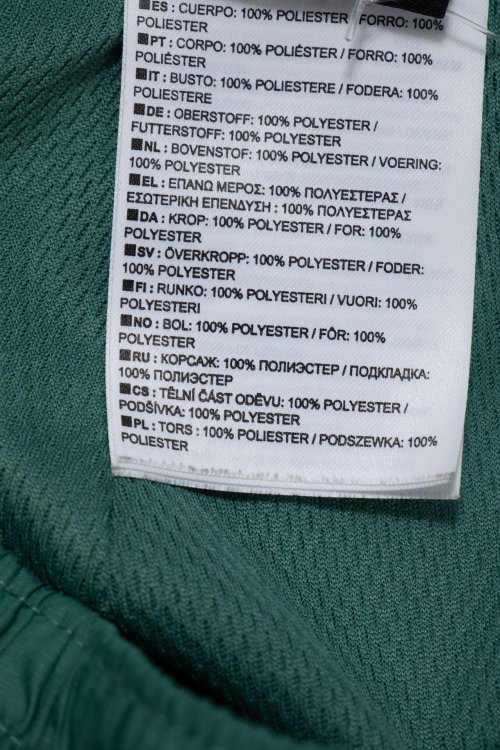 ES : CUERPO: 100% POLIESTER / FORRO: 100%
POLIESTER
PT : CORPO: 100% POLIÉSTER / FORRO: 100%
POLIÉSTER
IT : BUSTO: 100% POLIESTERE / FODERA: 100%
POLIESTERE
DE : OBERSTOFF: 100% POLYESTER /
FUTTERSTOFF: 100% POLYESTER
NL : BOVENSTOF: 100% POLYESTER / VOERING:
100% POLYESTER
EL : ΕΠΑΝΩ ΜΕΡΟΣ: 100% ΠΟΛΥΕΣΤΕΡΑΣ /
ΕΣΩΤΕΡΙΚΗ ΕΠΕΝΔΥΣΗ : 100% ΠΟΛΥΕΣΤΕΡΑΣ
DA : KROP: 100% POLYESTER / FOR: 100%
POLYESTER
SV : ÖVERKROPP: 100% POLYESTER / FODER:
100% POLYESTER
FI : RUNKO: 100% POLYESTERI / VUORI: 100%
POLYESTERI
NO : BOL: 100% POLYESTER / FÔR: 100%
POLYESTER
RU : КОРСАЖ: 100% ПОЛИЭСТЕР / ПОДКЛАДКА:
100% ПОЛИЭСТЕР
CS : TĚLNÍ ČÁST ODĚVU: 100% POLYESTER /
PODŠÍVKA: 100% POLYESTER
PL : TORS : 100% POLIESTER / PODSZEWKA: 100%
POLIESTER